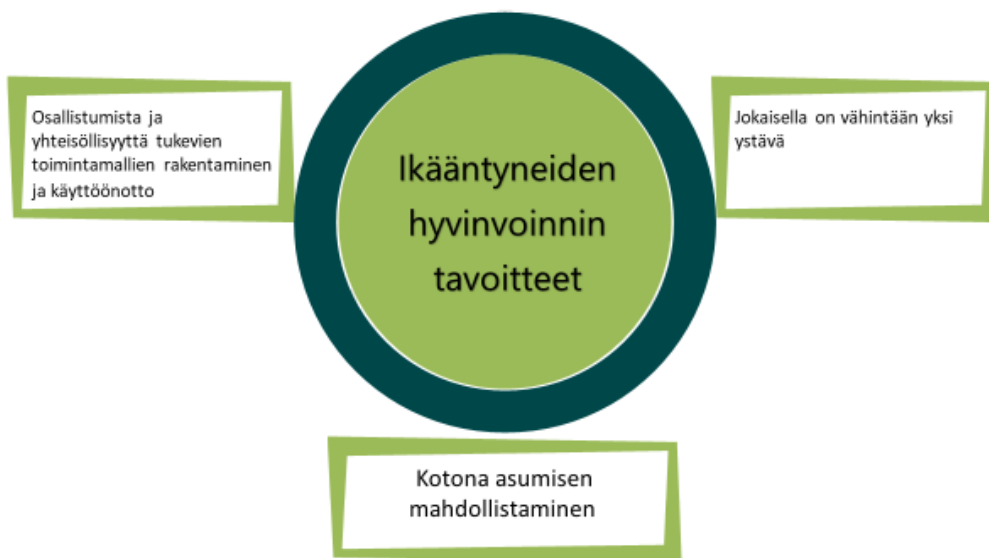 Osallistumista ja
yhteisöllisyyttä tukevien
toimintamallien rakentaminen
ja käyttöönotto
Ikääntyneiden
hyvinvoinnin
tavoitteet
Jokaisella on vähintään yksi
ystävä
Kotona asumisen
mahdollistaminen